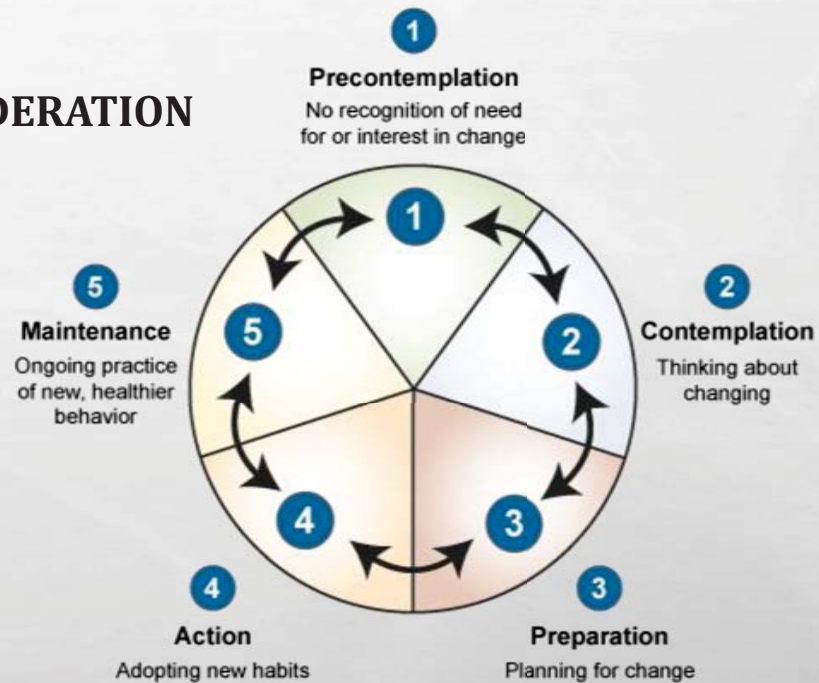 DERATION
1
Precontemplation
No recognition of need
for or interest in change
1
5
Maintenance
Ongoing practice
of new, healthier
behavior
5
2
2
Contemplation
Thinking about
changing
4
3
4
Action
Adopting new habits
3
Preparation
Planning for change